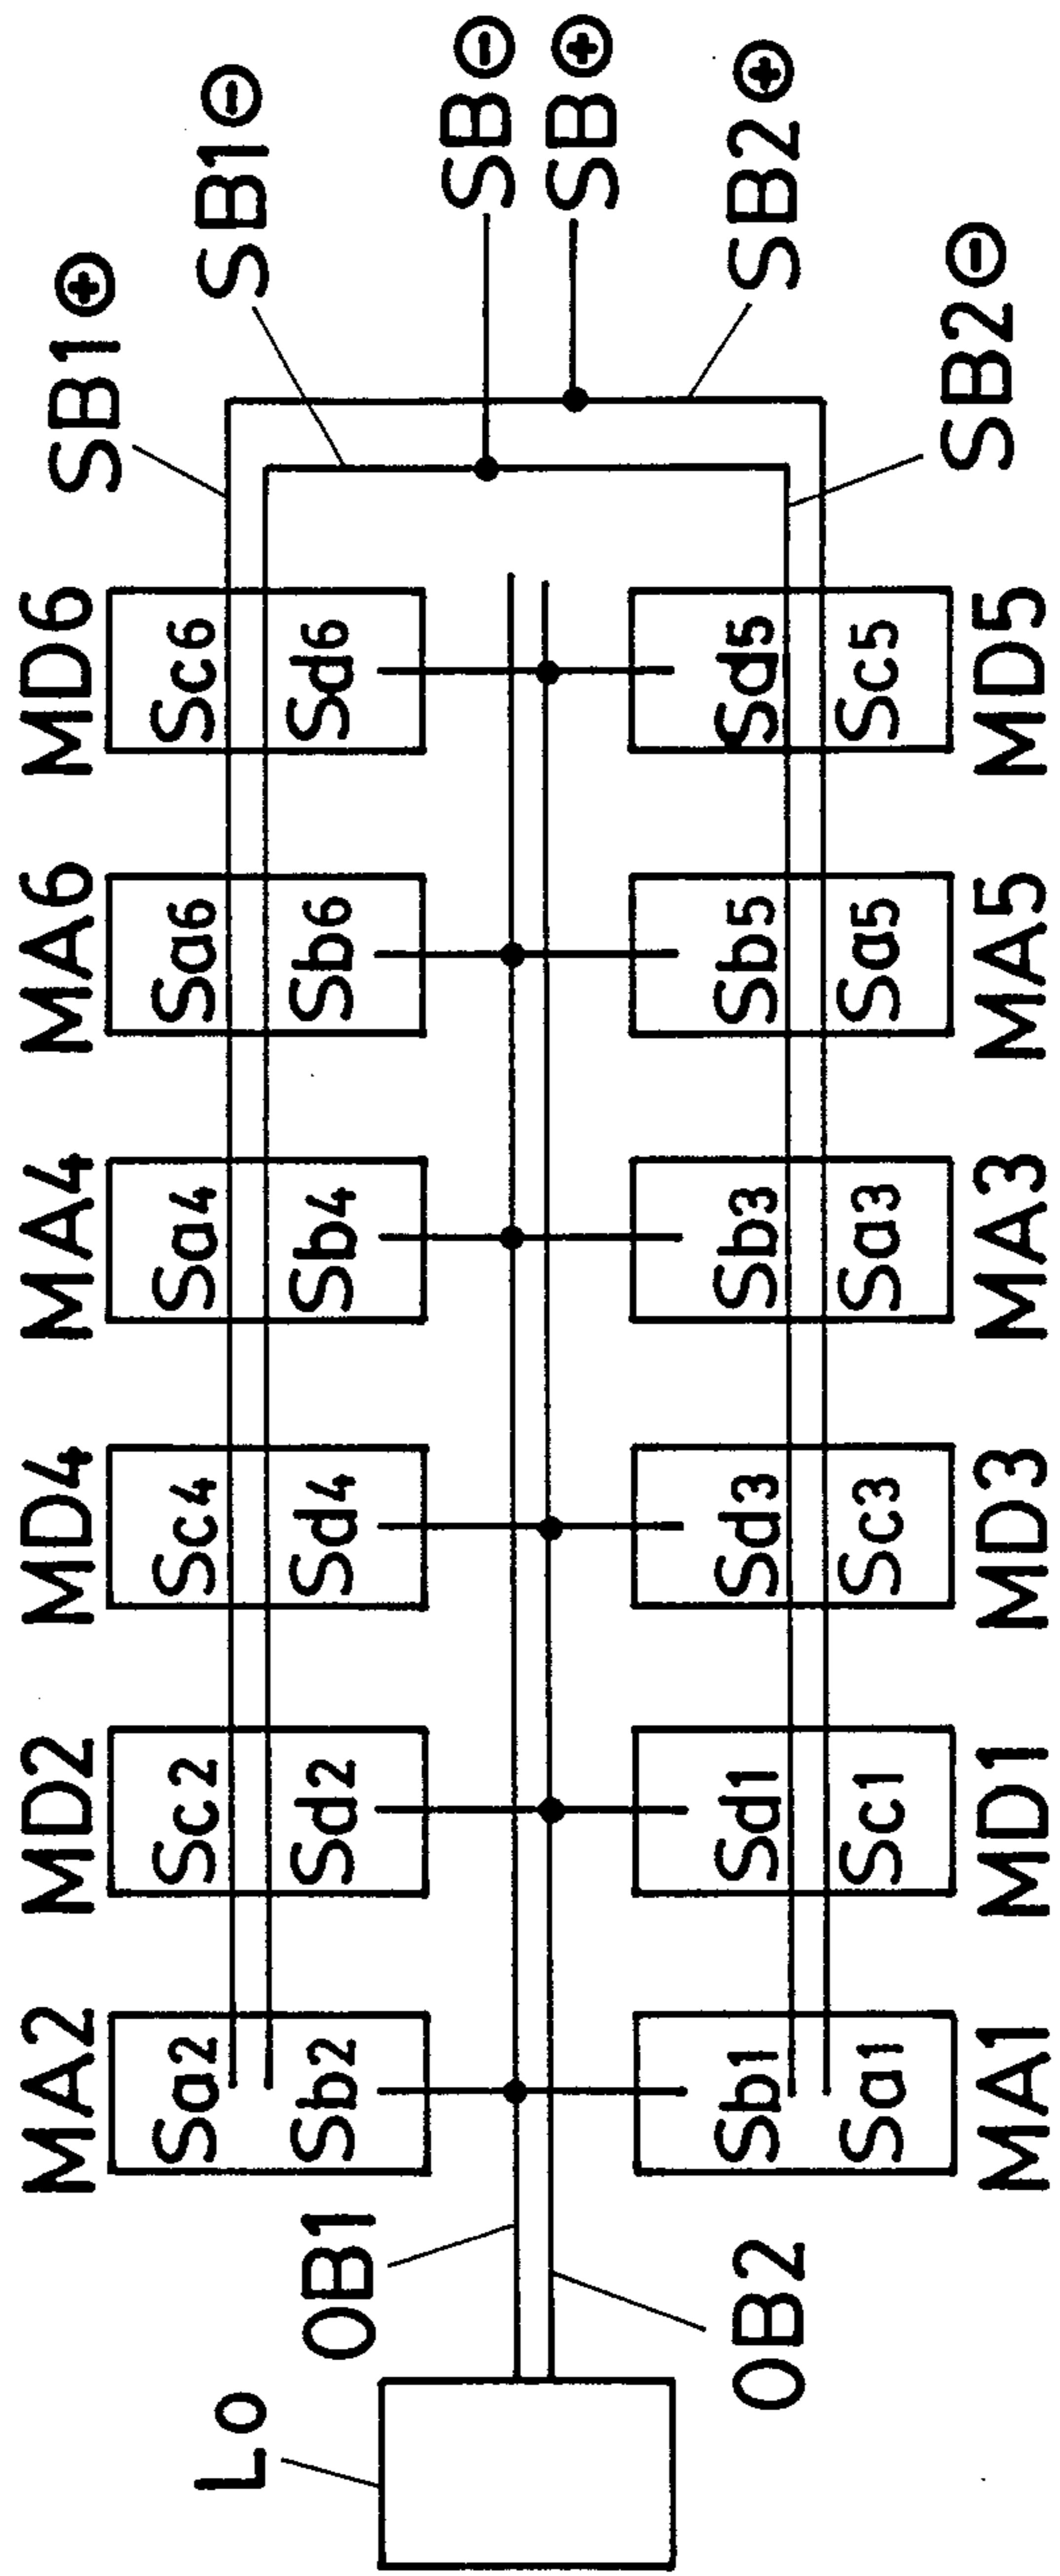 MA2 MD2 MD4 MA4 MA6 MD6 SB1⊕
SB1⊖
Sa2 Sc2 Sc4 Sa4 Sa6 Sc6
Sb2 Sd2 Sd4 Sb4 Sb6 Sd6
Lo
OB1
SB⊖
SB⊕
OB2
SB2⊕
Sb1 Sd1 Sd3 Sb3 Sb5 Sd5
Sa1 Sc1 Sc3 Sa3 Sa5 Sc5
SB2⊖
MA1 MD1 MD3 MA3 MA5 MD5